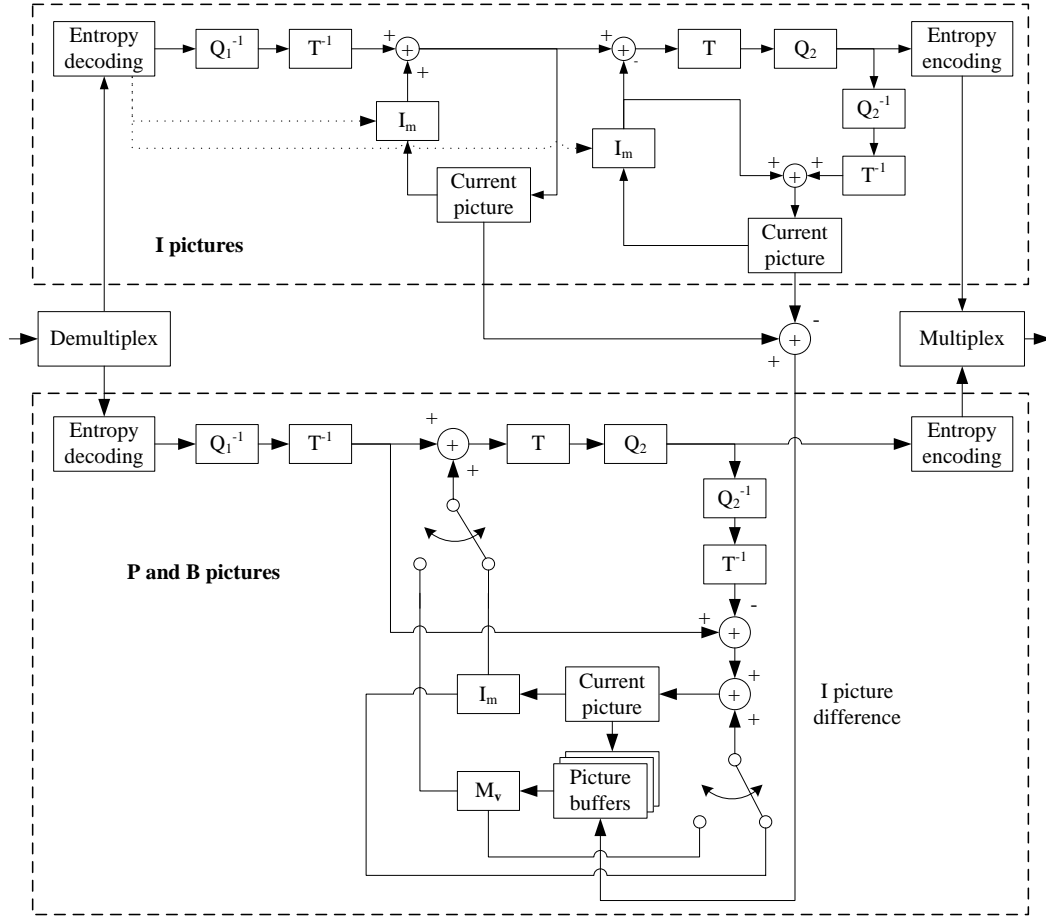 Entropy
decoding
Q₁⁻¹
T⁻¹
+
+
+
+
+
-
T
Q₂
Entropy
encoding
Iₘ
Iₘ
Q₂⁻¹
T⁻¹
+
+
+
Current
picture
Current
picture
I pictures
Demultiplex
-
+
+
Multiplex
Entropy
decoding
Q₁⁻¹
T⁻¹
+
+
+
T
Q₂
Entropy
encoding
Q₂⁻¹
T⁻¹
P and B pictures
-
+
+
Iₘ
Current
picture
+
+
+
I picture
difference
Mᵥ
Picture
buffers